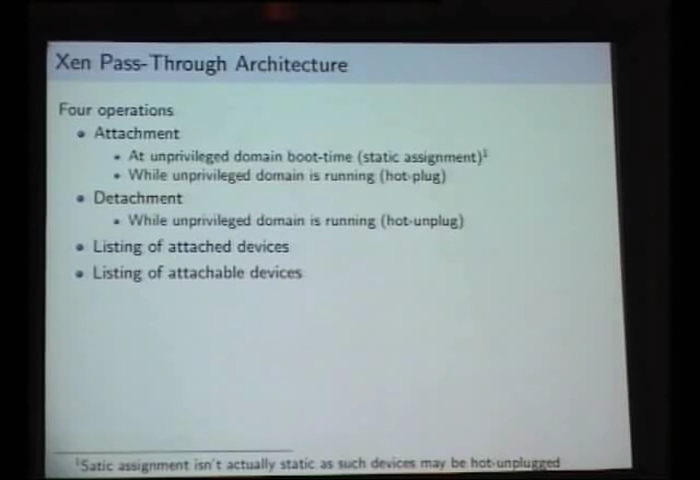 Xen Pass-Through Architecture
Four operations
• Attachment
• At unprivileged domain boot-time (static assignment)¹
• While unprivileged domain is running (hot-plug)
• Detachment
• While unprivileged domain is running (hot-unplug)
• Listing of attached devices
• Listing of attachable devices
¹Satic assignment isn't actually static as such devices may be hot-unplugged